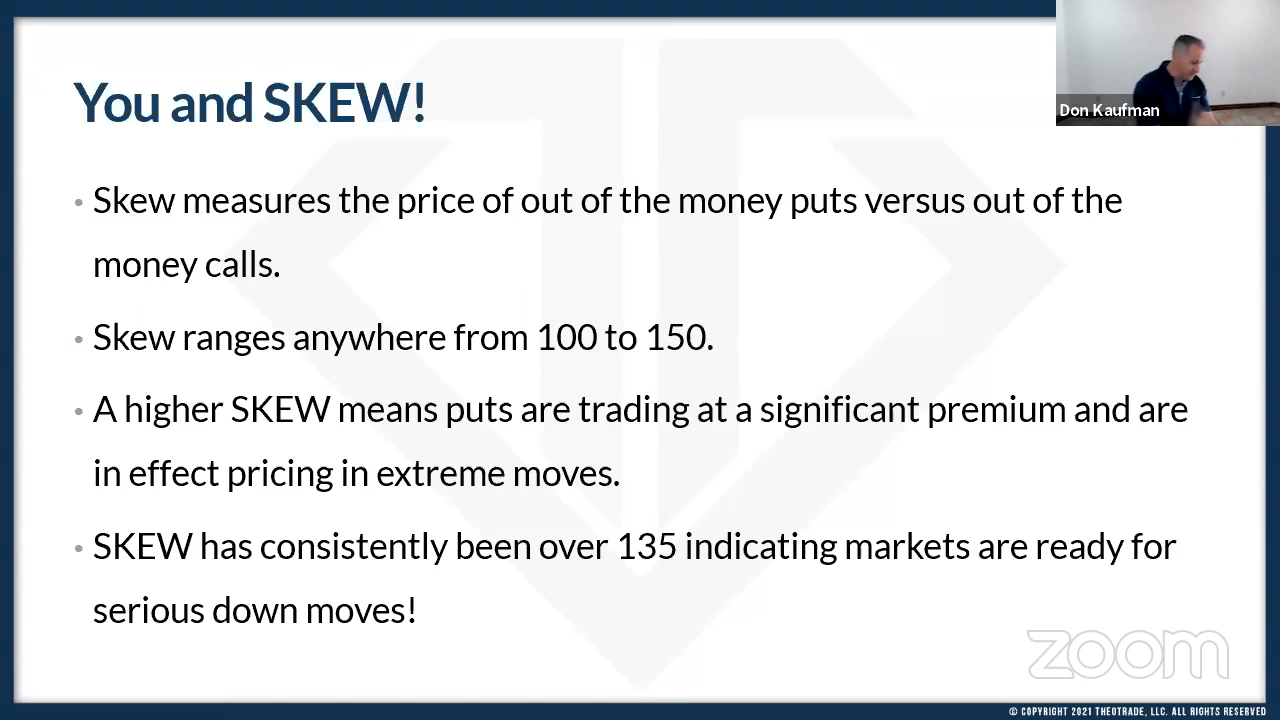 You and SKEW!
Don Kaufman
• Skew measures the price of out of the money puts versus out of the
money calls.
• Skew ranges anywhere from 100 to 150.
• A higher SKEW means puts are trading at a significant premium and are
in effect pricing in extreme moves.
• SKEW has consistently been over 135 indicating markets are ready for
serious down moves!
zoom
© COPYRIGHT 2021 THEOTRADE, LLC. ALL RIGHTS RESERVED